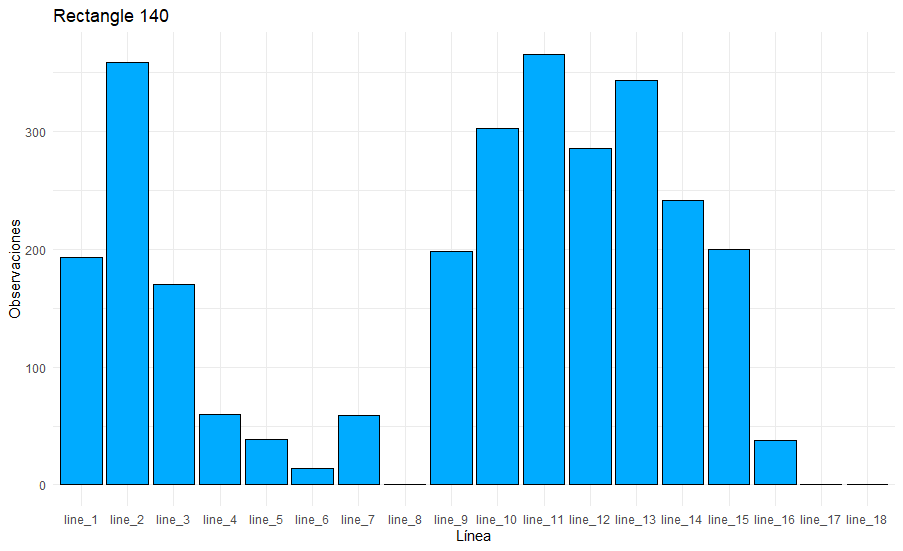 Rectangle 140
Observaciones
300
200
100
0
line_1 line_2 line_3 line_4 line_5 line_6 line_7 line_8 line_9 line_10 line_11 line_12 line_13 line_14 line_15 line_16 line_17 line_18
Línea